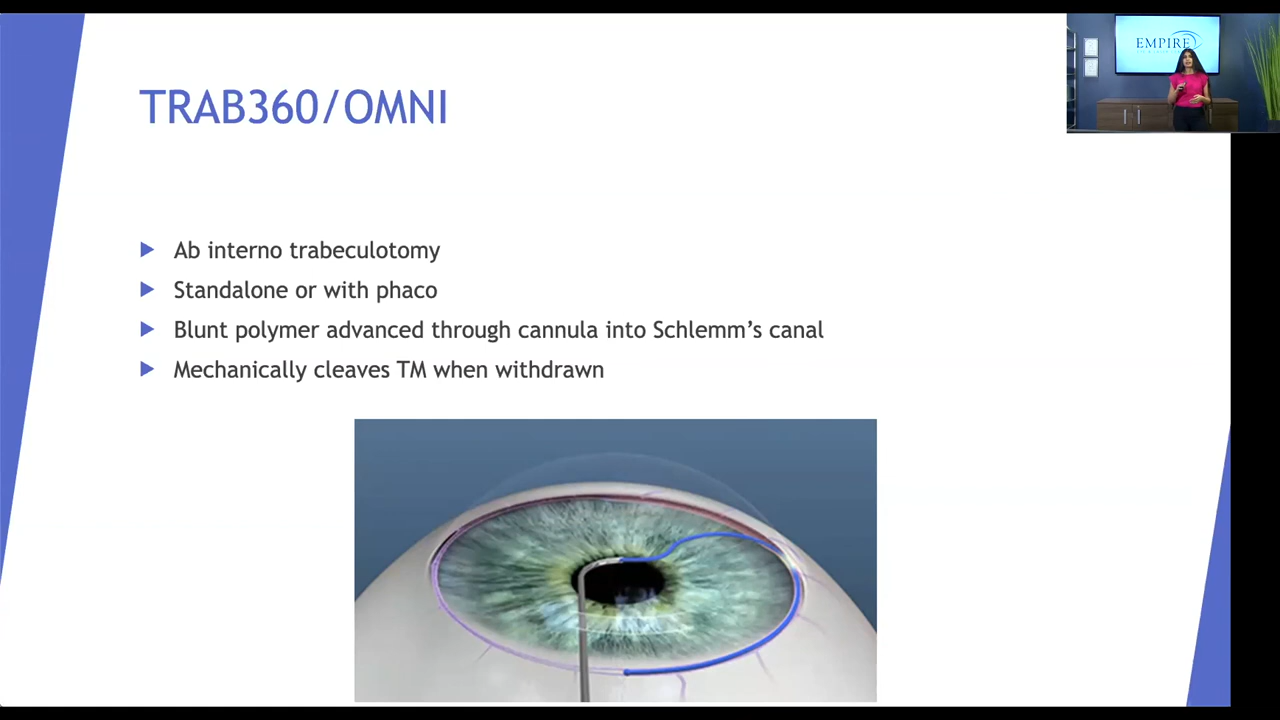 TRAB360/OMNI
EMPIRE
Ab interno trabeculotomy
Standalone or with phaco
Blunt polymer advanced through cannula into Schlemm’s canal
Mechanically cleaves TM when withdrawn